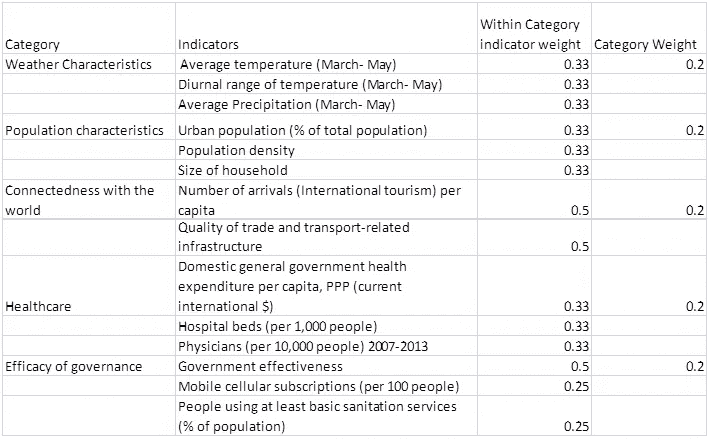 Category Indicators Within Category indicator weight Category Weight
Weather Characteristics Average temperature (March- May) 0.33 0.2
Diurnal range of temperature (March- May) 0.33
Average Precipitation (March- May) 0.33
Population characteristics Urban population (% of total population) 0.33 0.2
Population density 0.33
Size of household 0.33
Connectedness with the world Number of arrivals (International tourism) per capita 0.5 0.2
Quality of trade and transport-related infrastructure 0.5
Healthcare Domestic general government health expenditure per capita, PPP (current international $) 0.33 0.2
Hospital beds (per 1,000 people) 0.33
Physicians (per 10,000 people) 2007-2013 0.33
Efficacy of governance Government effectiveness 0.5 0.2
Mobile cellular subscriptions (per 100 people) 0.25
People using at least basic sanitation services (% of population) 0.25